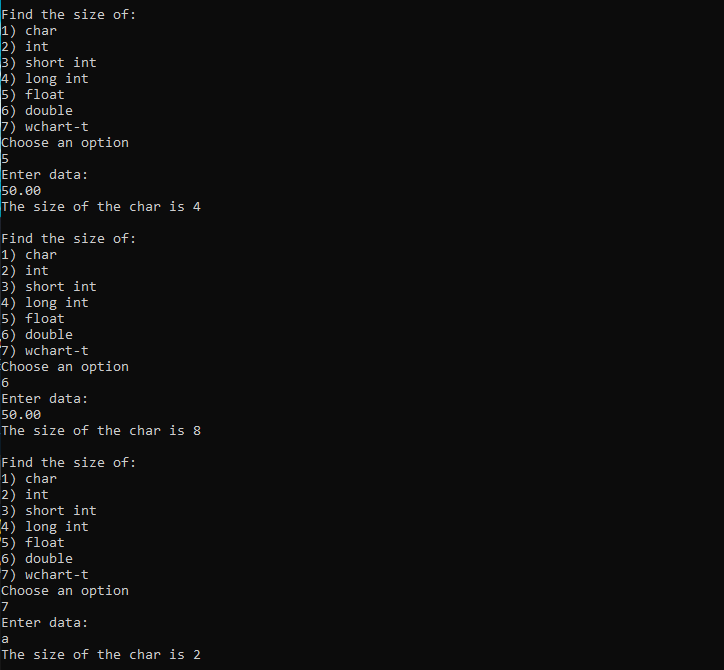 Find the size of:
1) char
2) int
3) short int
4) long int
5) float
6) double
7) wchart-t
Choose an option
5
Enter data:
50.00
The size of the char is 4

Find the size of:
1) char
2) int
3) short int
4) long int
5) float
6) double
7) wchart-t
Choose an option
6
Enter data:
50.00
The size of the char is 8

Find the size of:
1) char
2) int
3) short int
4) long int
5) float
6) double
7) wchart-t
Choose an option
7
Enter data:
a
The size of the char is 2